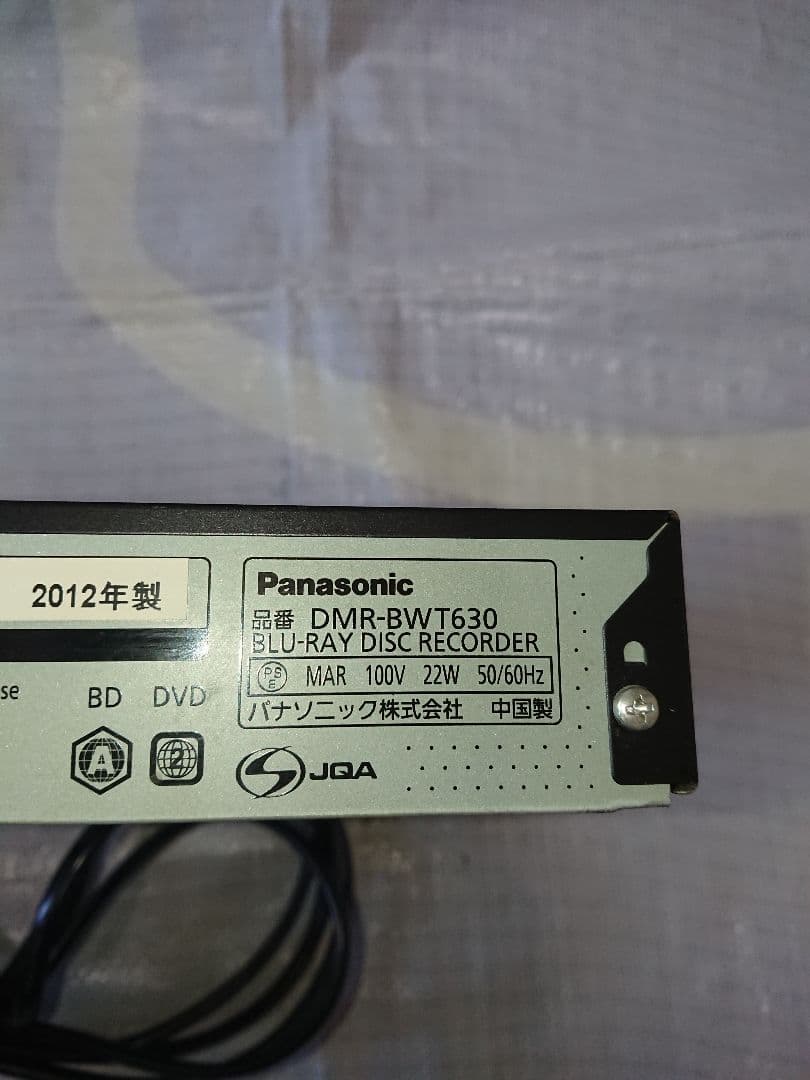 2012年製
Panasonic
品番 DMR-BWT630
BLU-RAY DISC RECORDER
PS E MAR 100V 22W 50/60Hz
パナソニック株式会社 中国製
se
BD DVD
A 2
JQA